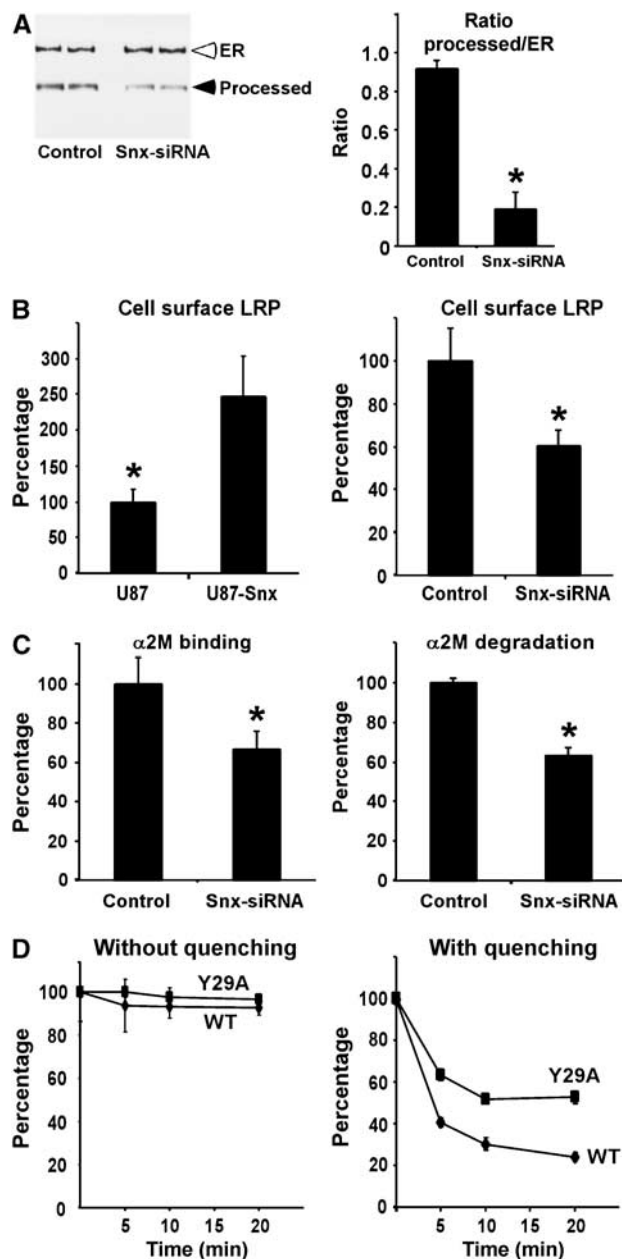 A
ER
Processed
Control Snx-siRNA
Ratio processed/ER
Ratio
1.0
0.8
0.6
0.4
0.2
0
*
Control Snx-siRNA
B
Cell surface LRP
Percentage
300
250
200
150
100
50
0
*
U87 U87-Snx
Cell surface LRP
Percentage
100
80
60
40
20
0
*
Control Snx-siRNA
C
α2M binding
Percentage
100
80
60
40
20
0
*
Control Snx-siRNA
α2M degradation
Percentage
100
80
60
40
20
0
*
Control Snx-siRNA
D
Without quenching
Percentage
100
80
60
40
20
0
Y29A
WT
5 10 15 20
Time (min)
With quenching
Percentage
100
80
60
40
20
0
Y29A
WT
5 10 15 20
Time (min)